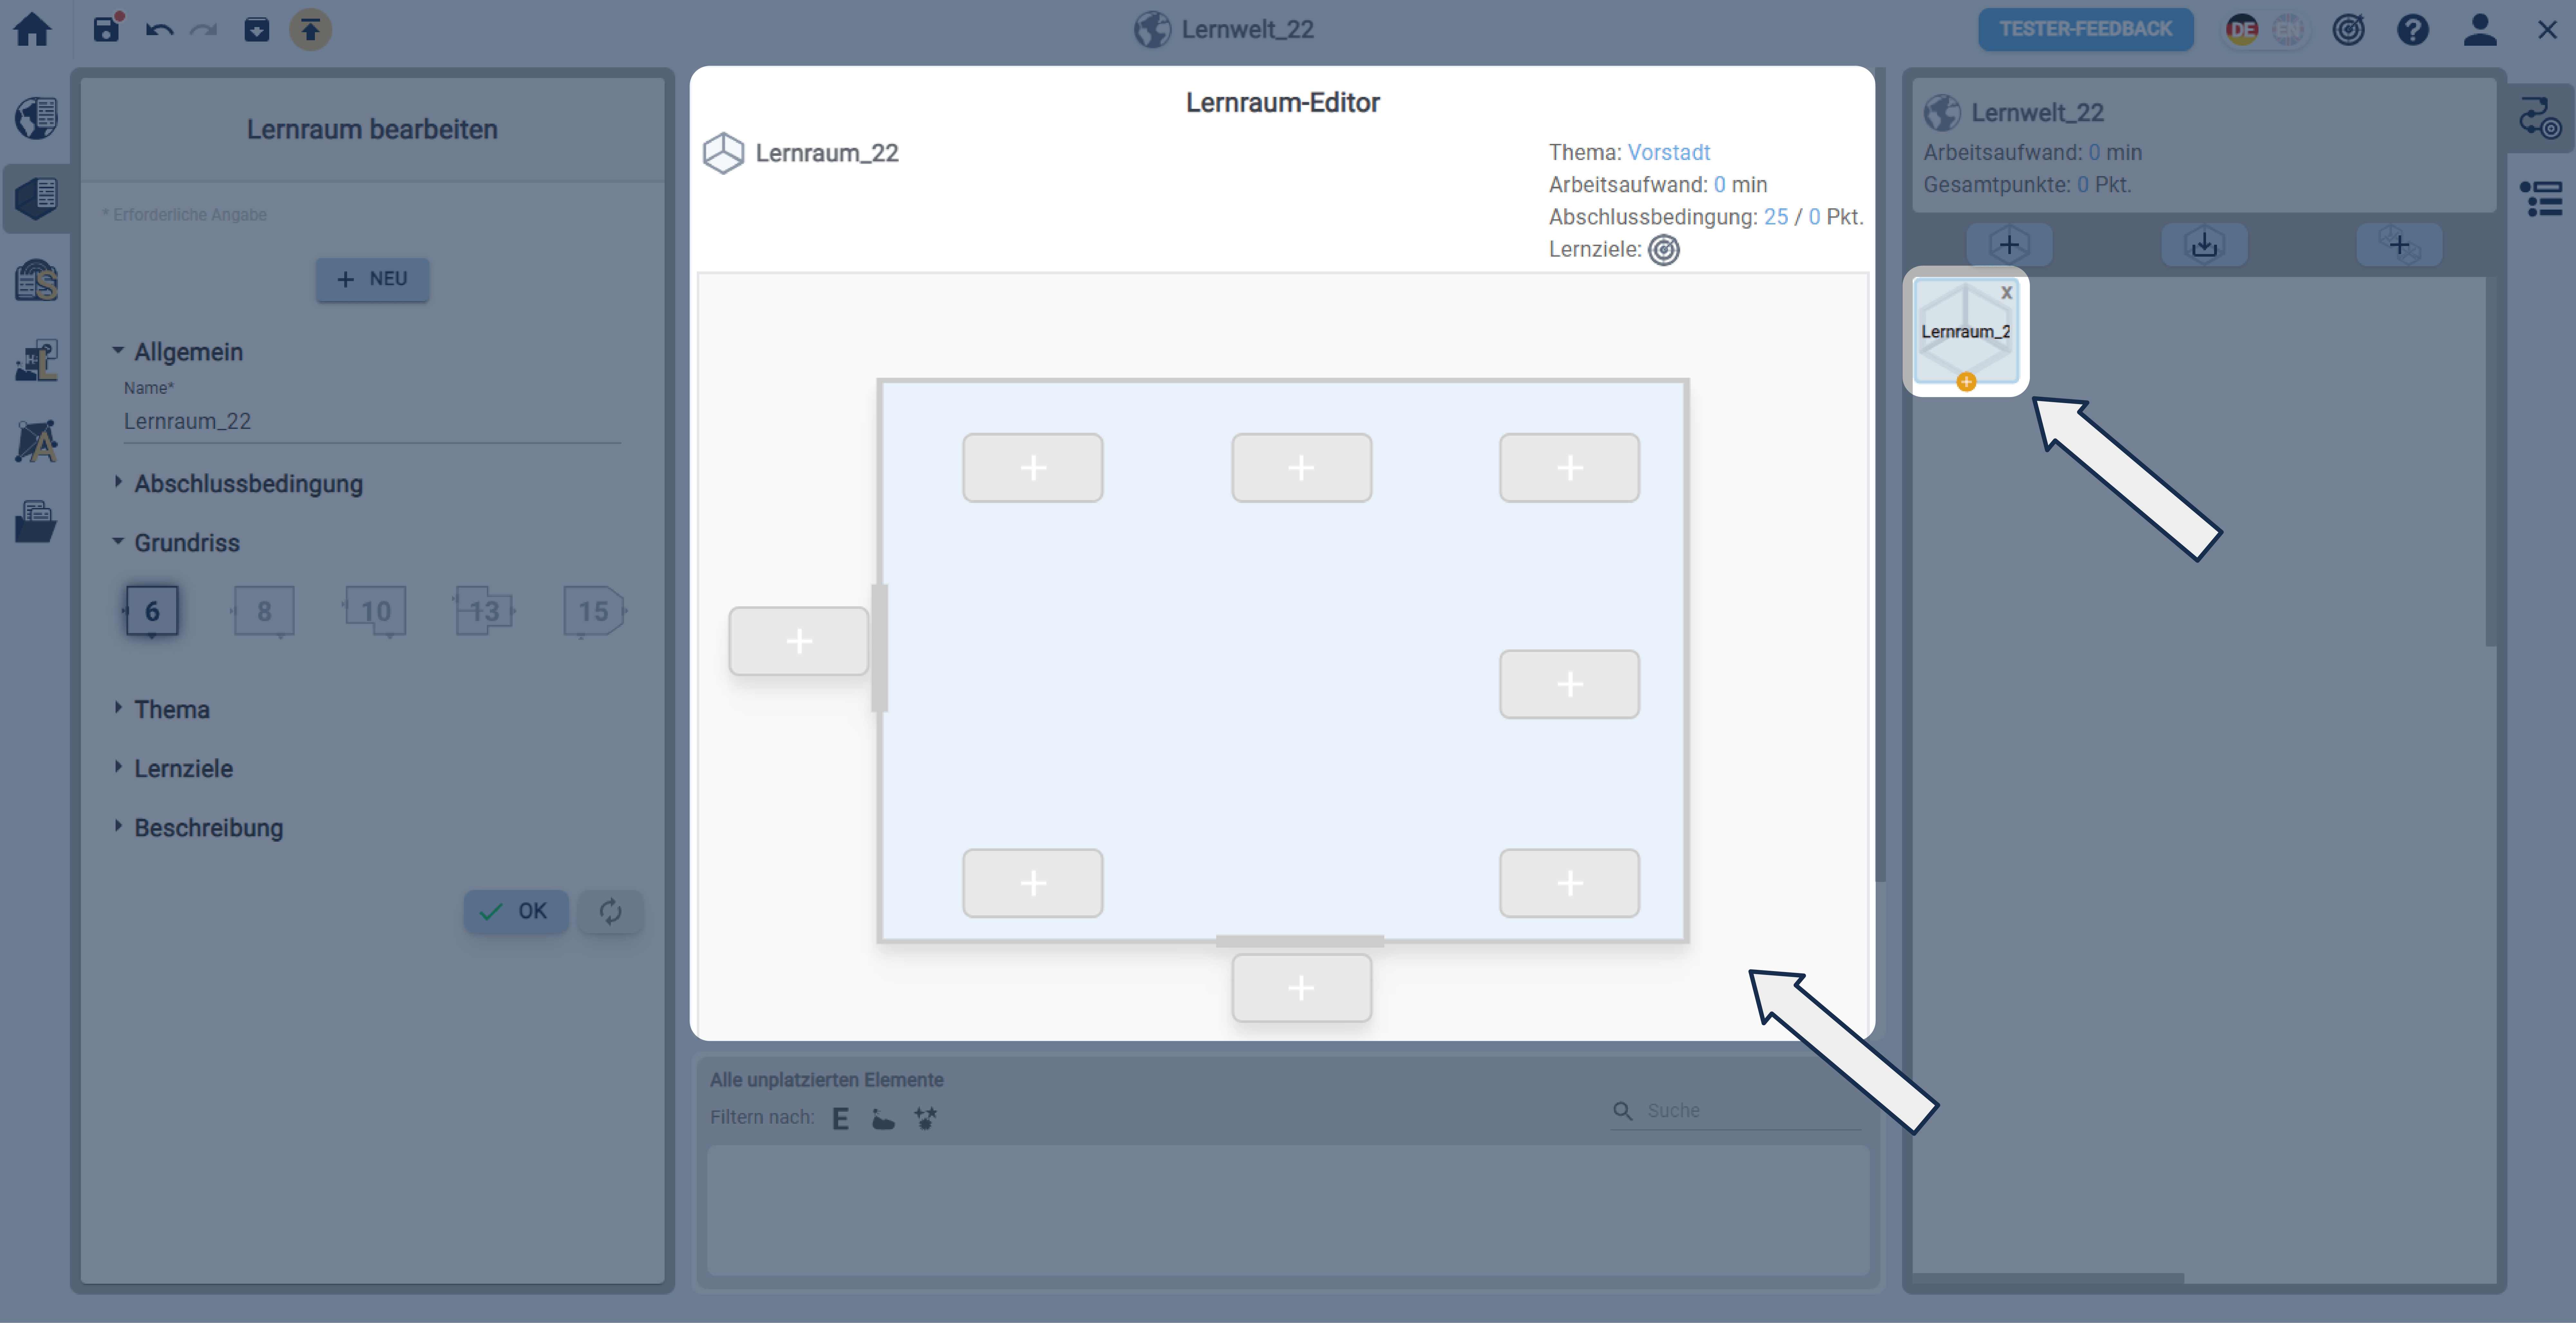 Lernwelt_22
TESTER-FEEDBACK
DE
EN
Lernraum bearbeiten
* Erforderliche Angabe
+ NEU
Allgemein
Name*
Lernraum_22
Abschlussbedingung
Grundriss
6
8
10
13
15
Thema
Lernziele
Beschreibung
OK
Lernraum-Editor
Lernraum_22
Thema: Vorstadt
Arbeitsaufwand: 0 min
Abschlussbedingung: 25 / 0 Pkt.
Lernziele:
Alle unplatzierten Elemente
Filtern nach: E
Suche
Lernwelt_22
Arbeitsaufwand: 0 min
Gesamtpunkte: 0 Pkt.
x
Lernraum_2